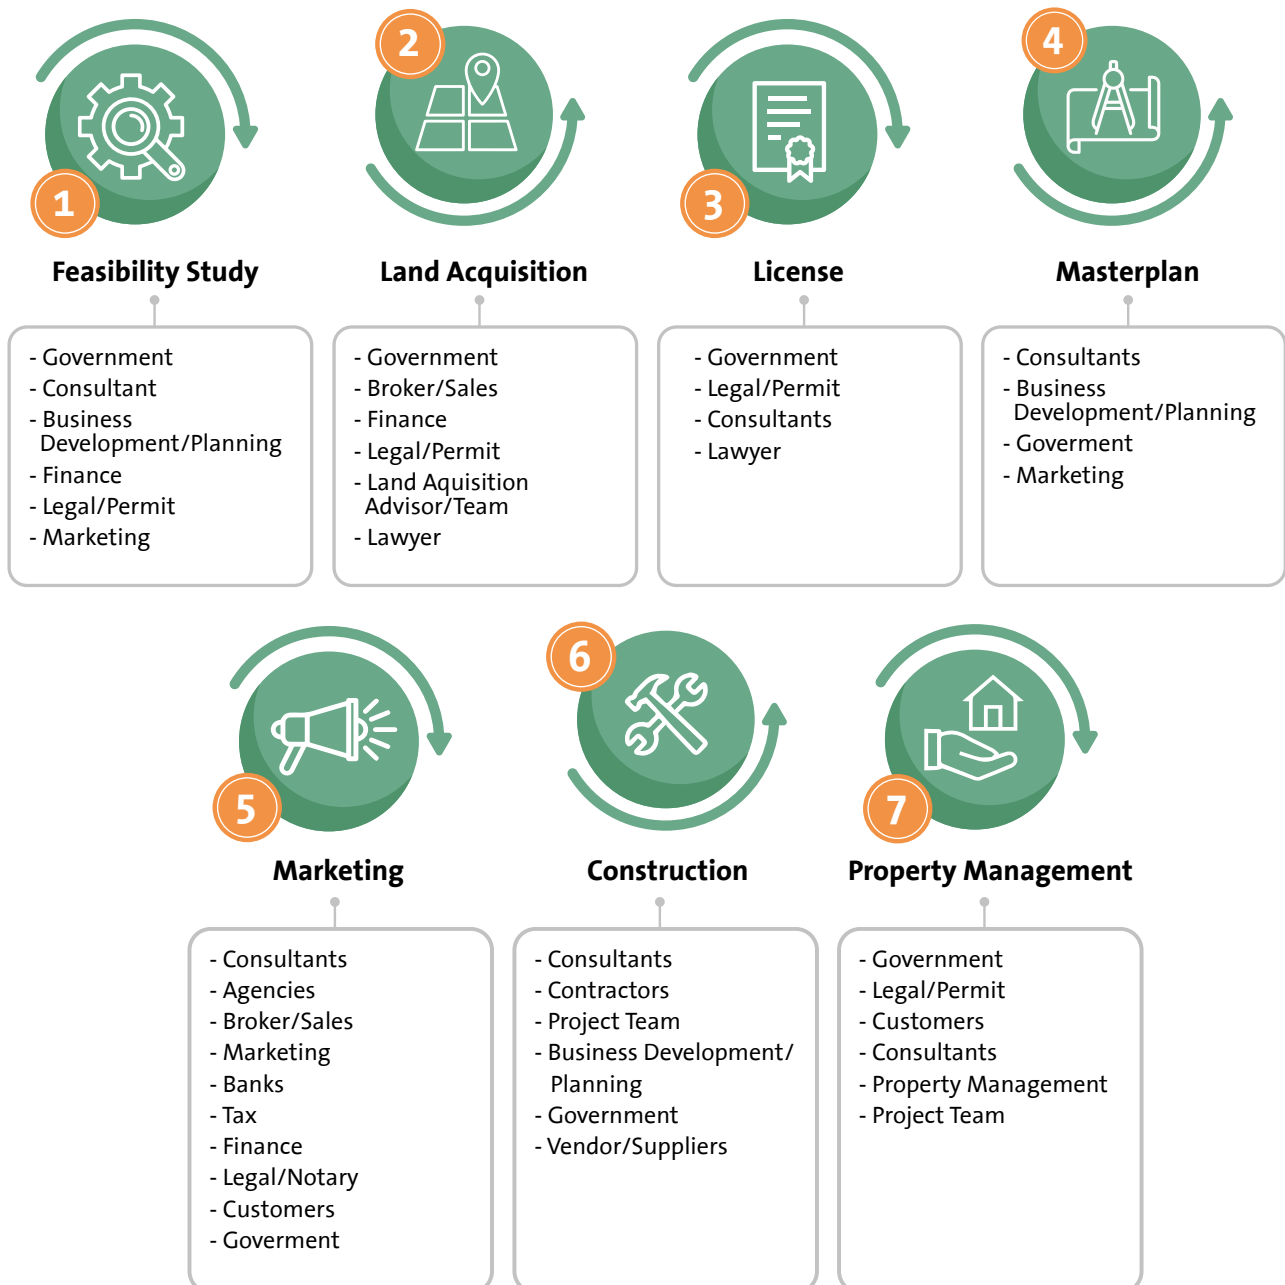 1
Feasibility Study
- Government
- Consultant
- Business
Development/Planning
- Finance
- Legal/Permit
- Marketing
2
Land Acquisition
- Government
- Broker/Sales
- Finance
- Legal/Permit
- Land Aquisition
Advisor/Team
- Lawyer
3
License
- Government
- Legal/Permit
- Consultants
- Lawyer
4
Masterplan
- Consultants
- Business
Development/Planning
- Goverment
- Marketing
5
Marketing
- Consultants
- Agencies
- Broker/Sales
- Marketing
- Banks
- Tax
- Finance
- Legal/Notary
- Customers
- Goverment
6
Construction
- Consultants
- Contractors
- Project Team
- Business Development/
Planning
- Government
- Vendor/Suppliers
7
Property Management
- Government
- Legal/Permit
- Customers
- Consultants
- Property Management
- Project Team